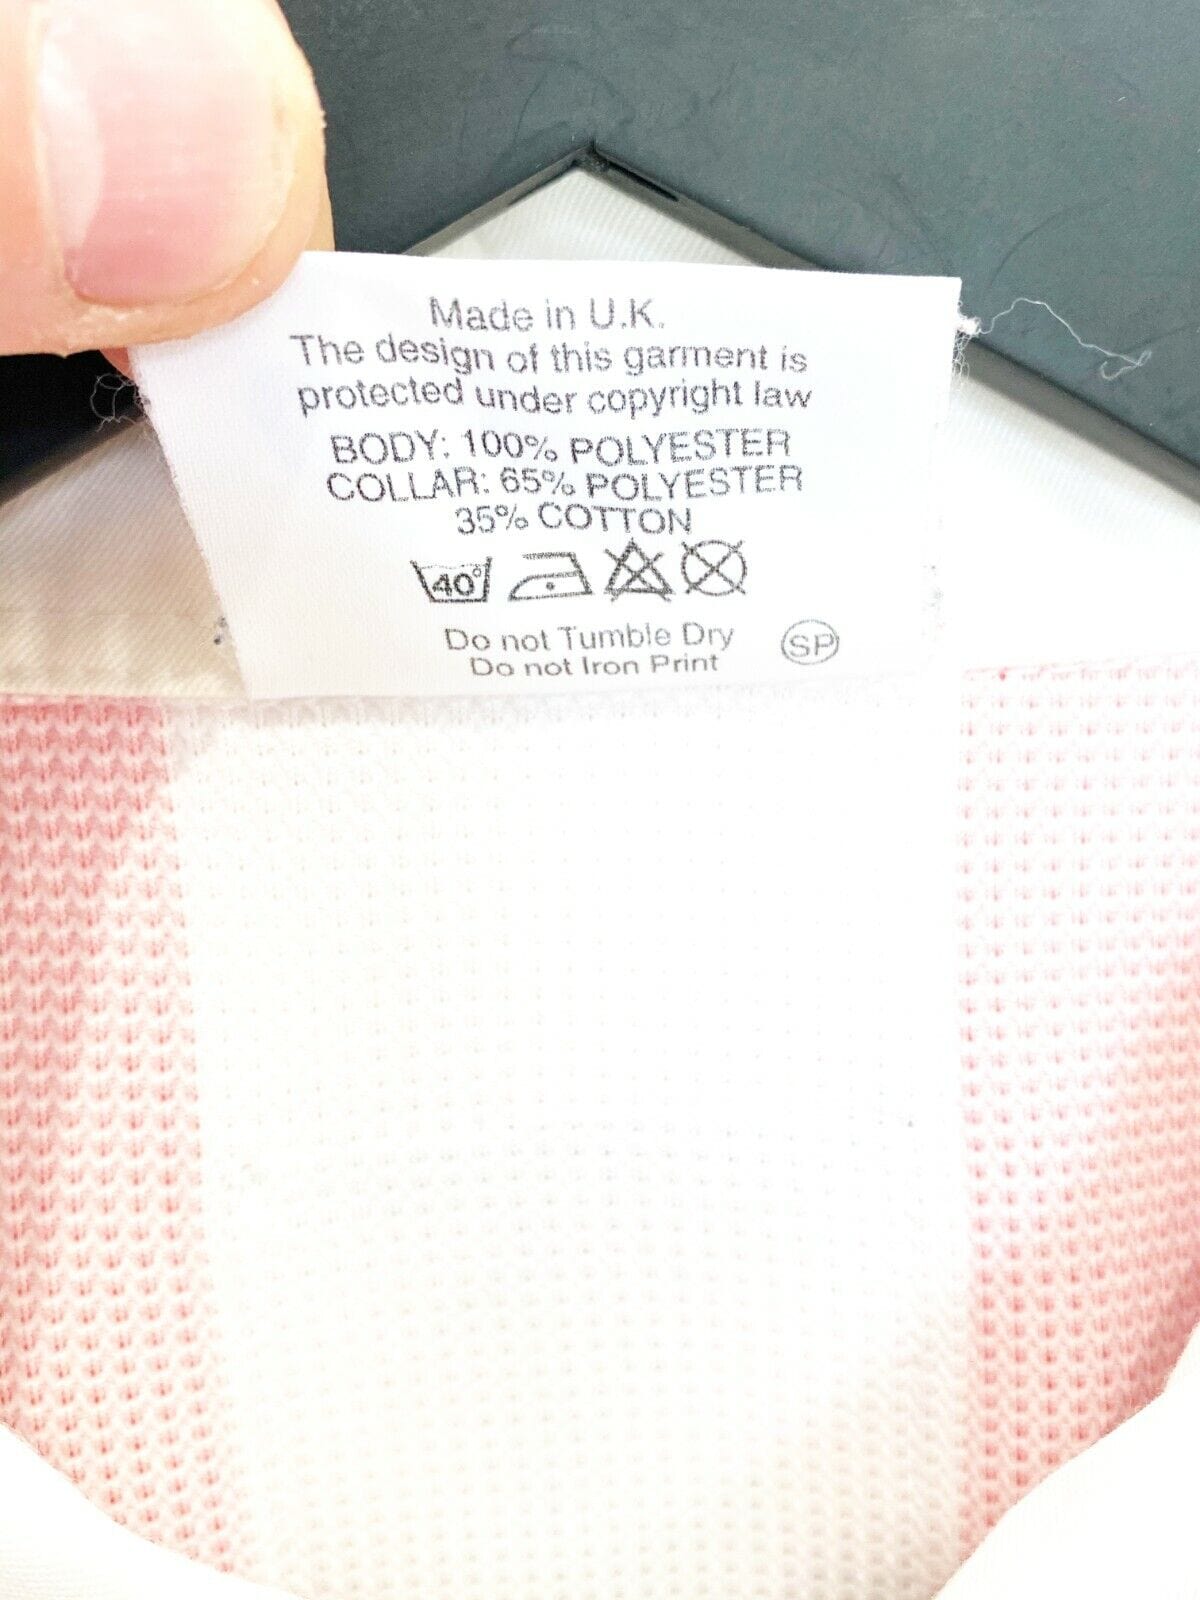 Made in U.K.
The design of this garment is
protected under copyright law
BODY: 100% POLYESTER
COLLAR: 65% POLYESTER
35% COTTON
40°
Do not Tumble Dry
Do not Iron Print
SP